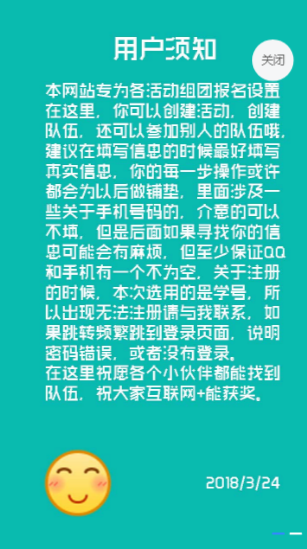 用户须知
关闭
本网站专为各活动组团报名设置
在这里，你可以创建活动，创建
队伍，还可以参加别人的队伍哦，
建议在填写信息的时候最好填写
真实信息，你的每一步操作或许
都会为以后做铺垫，里面涉及一
些关于手机号码的，介意的可以
不填，但是后面如果寻找你的信
息可能会有麻烦，但至少保证QQ
和手机有一个不为空，关于注册
的时候，本次选用的是学号，所
以出现无法注册请与我联系，如
果跳转频繁跳到登录页面，说明
密码错误，或者没有登录。
在这里祝愿各个小伙伴都能找到
队伍，祝大家互联网+能获奖。
2018/3/24